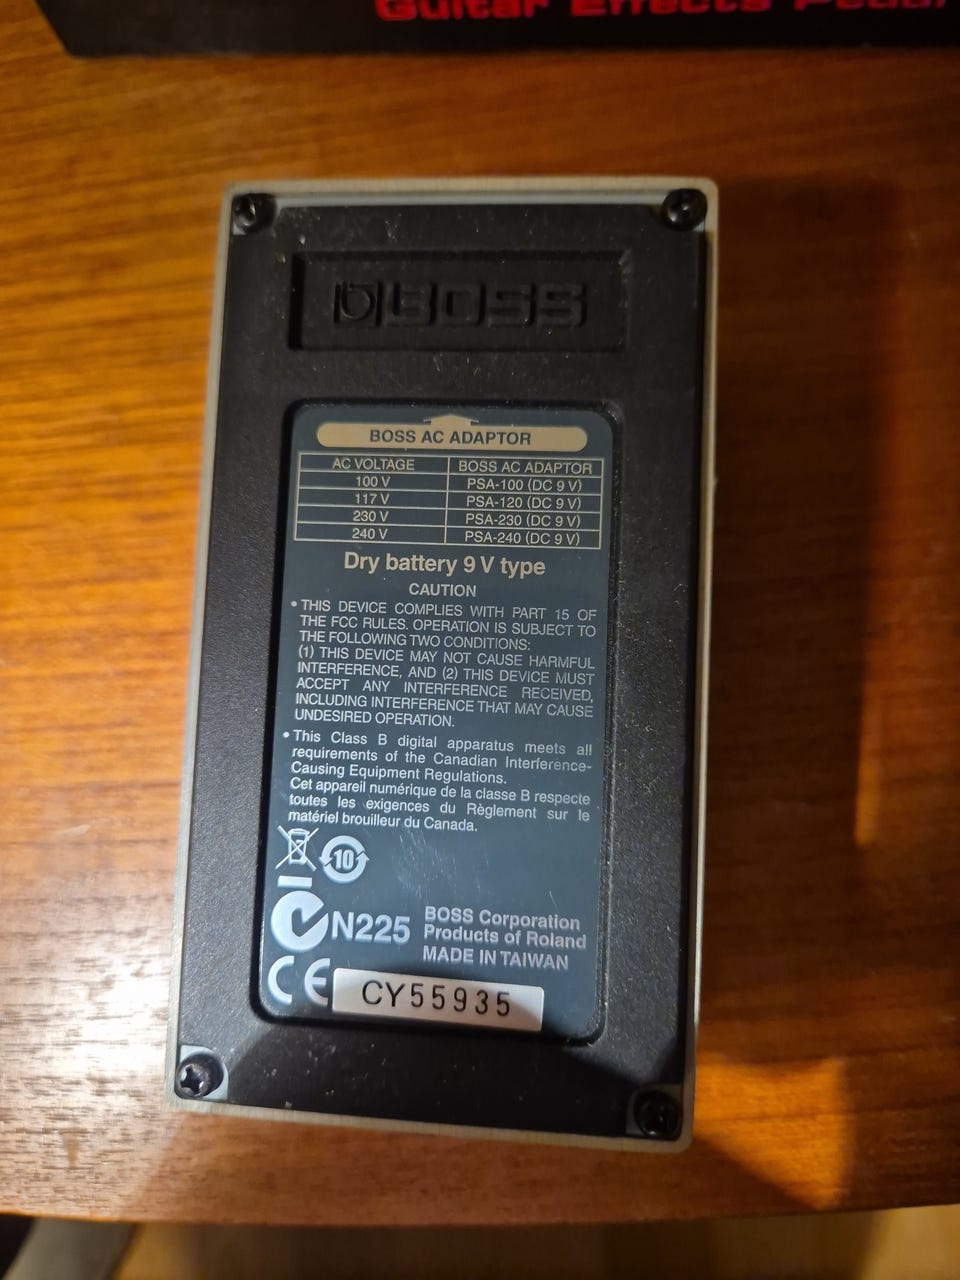 Guitar Effects Pedal
BOSS
BOSS AC ADAPTOR
AC VOLTAGE BOSS AC ADAPTOR
100 V PSA-100 (DC 9 V)
117 V PSA-120 (DC 9 V)
230 V PSA-230 (DC 9 V)
240 V PSA-240 (DC 9 V)
Dry battery 9 V type
CAUTION
• THIS DEVICE COMPLIES WITH PART 15 OF
THE FCC RULES. OPERATION IS SUBJECT TO
THE FOLLOWING TWO CONDITIONS:
(1) THIS DEVICE MAY NOT CAUSE HARMFUL
INTERFERENCE, AND (2) THIS DEVICE MUST
ACCEPT ANY INTERFERENCE RECEIVED,
INCLUDING INTERFERENCE THAT MAY CAUSE
UNDESIRED OPERATION.
• This Class B digital apparatus meets all
requirements of the Canadian Interference-
Causing Equipment Regulations.
Cet appareil numérique de la classe B respecte
toutes les exigences du Règlement sur le
matériel brouilleur du Canada.
10
N225
BOSS Corporation
Products of Roland
MADE IN TAIWAN
CE
CY55935